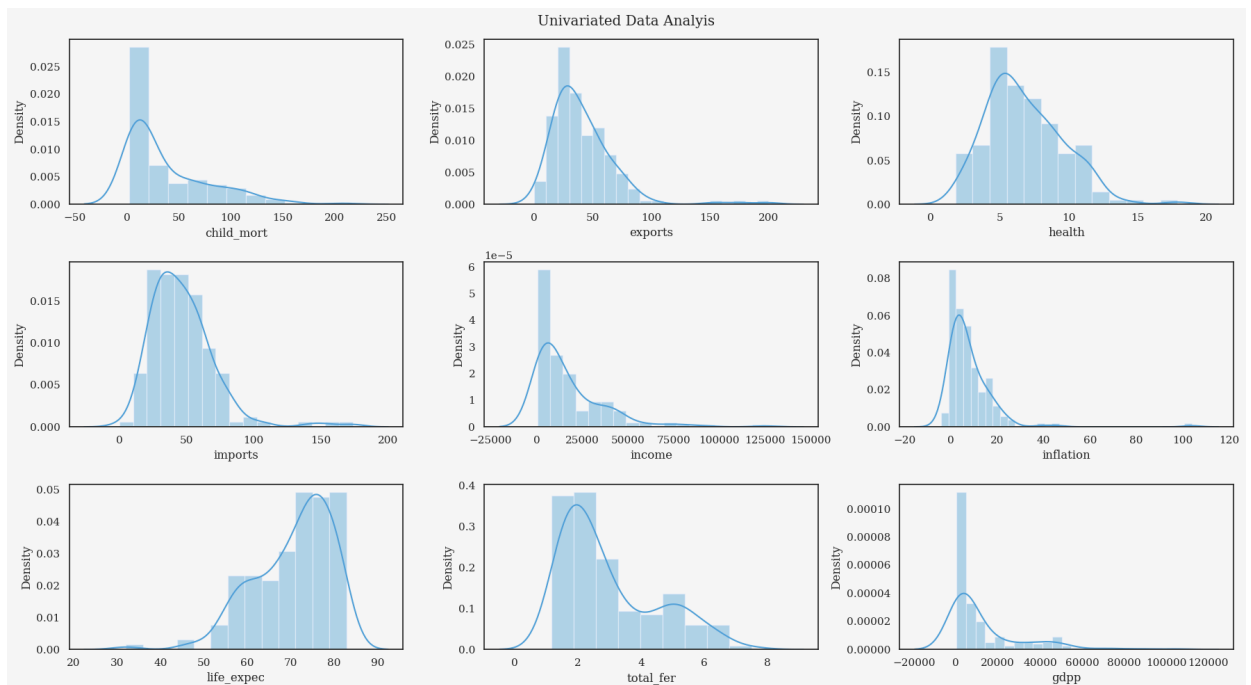 Univariated Data Analyis
Density
0.025
0.020
0.015
0.010
0.005
0.000
-50 0 50 100 150 200 250
child_mort
Density
0.025
0.020
0.015
0.010
0.005
0.000
0 50 100 150 200
exports
Density
0.15
0.10
0.05
0.00
0 5 10 15 20
health
Density
0.015
0.010
0.005
0.000
0 50 100 150 200
imports
1e-5
Density
6
5
4
3
2
1
0
-25000 0 25000 50000 75000 100000 125000 150000
income
Density
0.08
0.06
0.04
0.02
0.00
-20 0 20 40 60 80 100 120
inflation
Density
0.05
0.04
0.03
0.02
0.01
0.00
20 30 40 50 60 70 80 90
life_expec
Density
0.4
0.3
0.2
0.1
0.0
0 2 4 6 8
total_fer
Density
0.00010
0.00008
0.00006
0.00004
0.00002
0.00000
-20000 0 20000 40000 60000 80000 100000 120000
gdpp